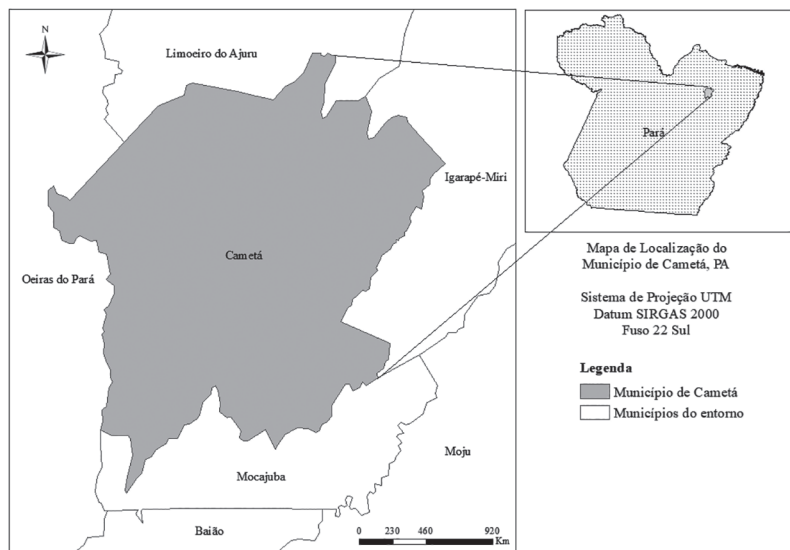 N
Limoeiro do Ajuru
Igarapé-Miri
Cametá
Oeiras do Pará
Mocajuba
Moju
Baião
0 230 460 920
Km
Pará
Mapa de Localização do
Município de Cametá, PA
Sistema de Projeção UTM
Datum SIRGAS 2000
Fuso 22 Sul
Legenda
Município de Cametá
Municípios do entorno